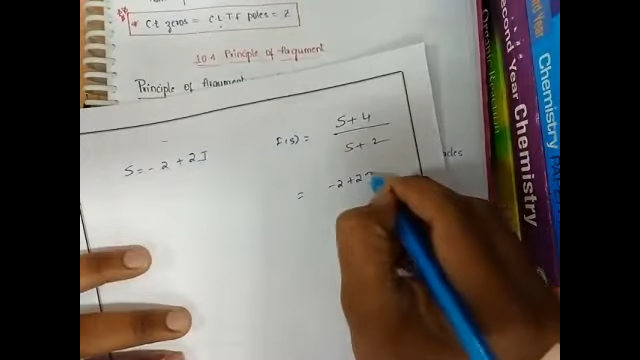 * C.L zeros = C.L.T.F poles = Z
10.4 Principle of Argument
Principle of Argument
S = -2 + 2J
F(s) = S+4
S+2
= -2+2
Second Year Chemistry
Chemistry